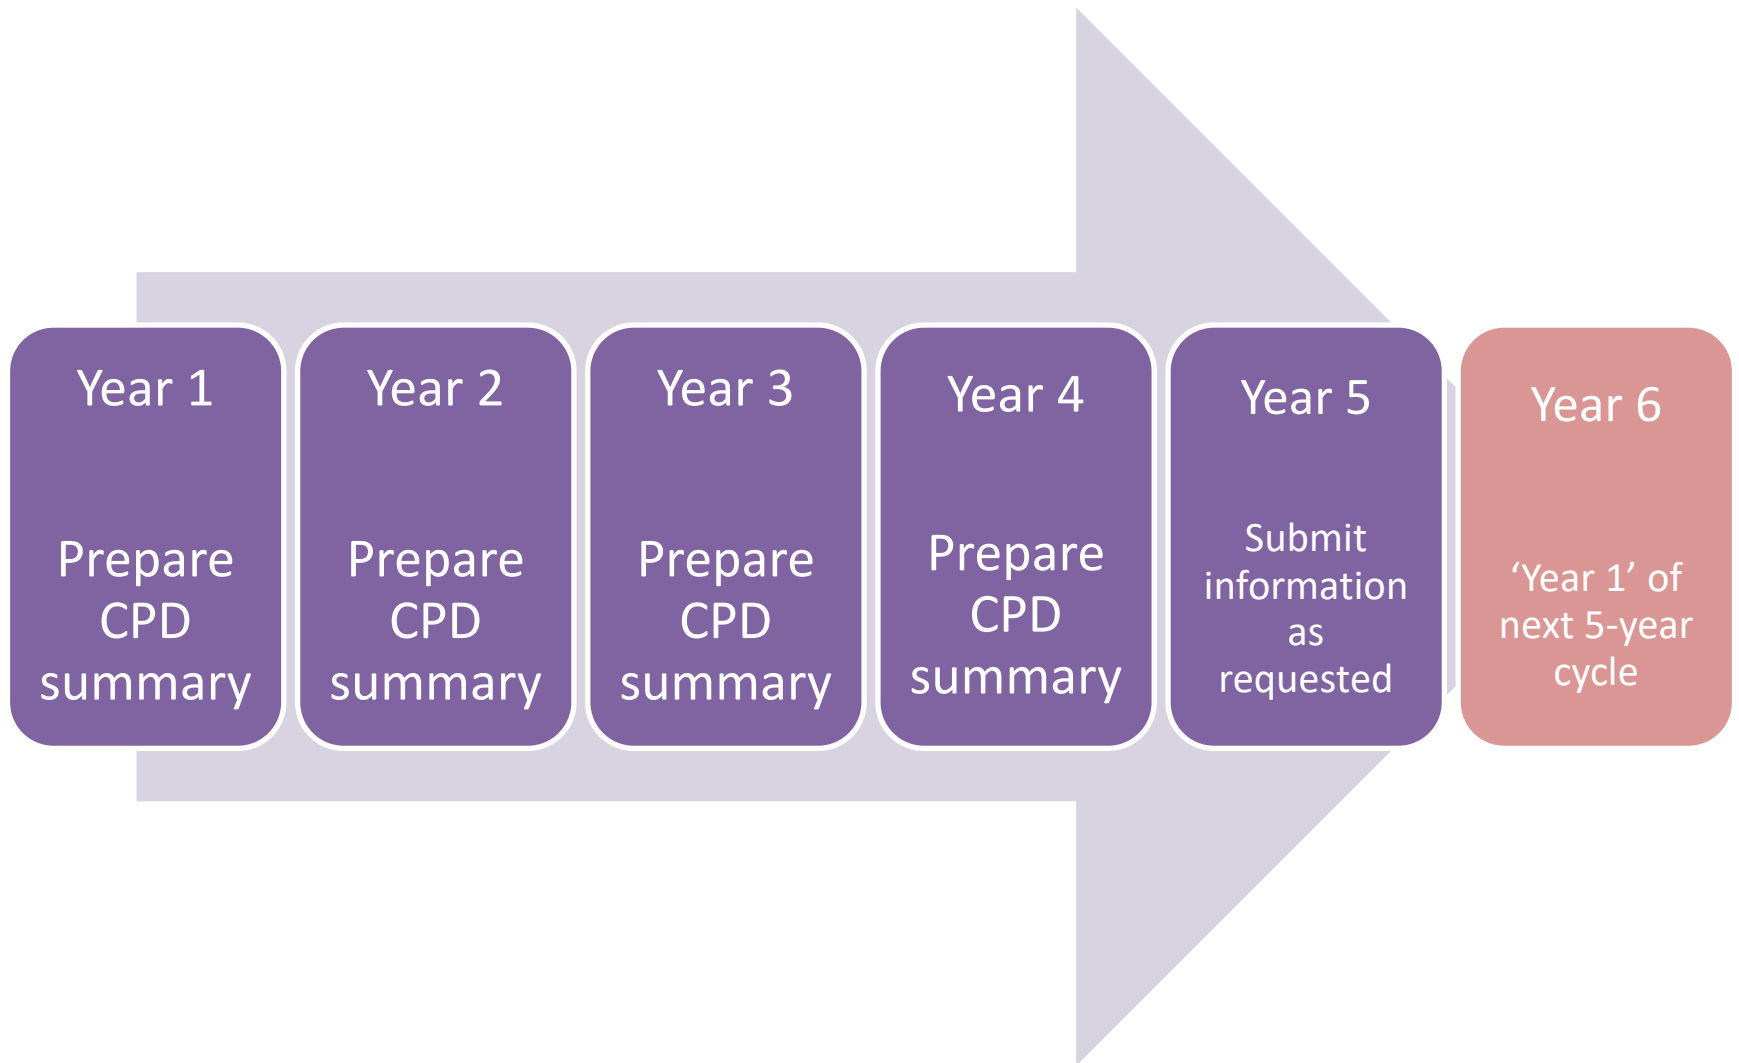 Year 1
Prepare
CPD
summary
Year 2
Prepare
CPD
summary
Year 3
Prepare
CPD
summary
Year 4
Prepare
CPD
summary
Year 5
Submit
information
as
requested
Year 6
‘Year 1’ of
next 5-year
cycle